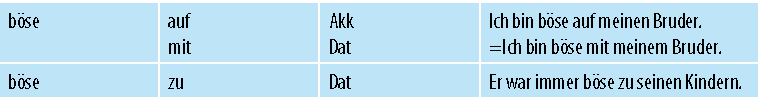 böse auf Akk Ich bin böse auf meinen Bruder.
mit Dat =Ich bin böse mit meinem Bruder.
böse zu Dat Er war immer böse zu seinen Kindern.